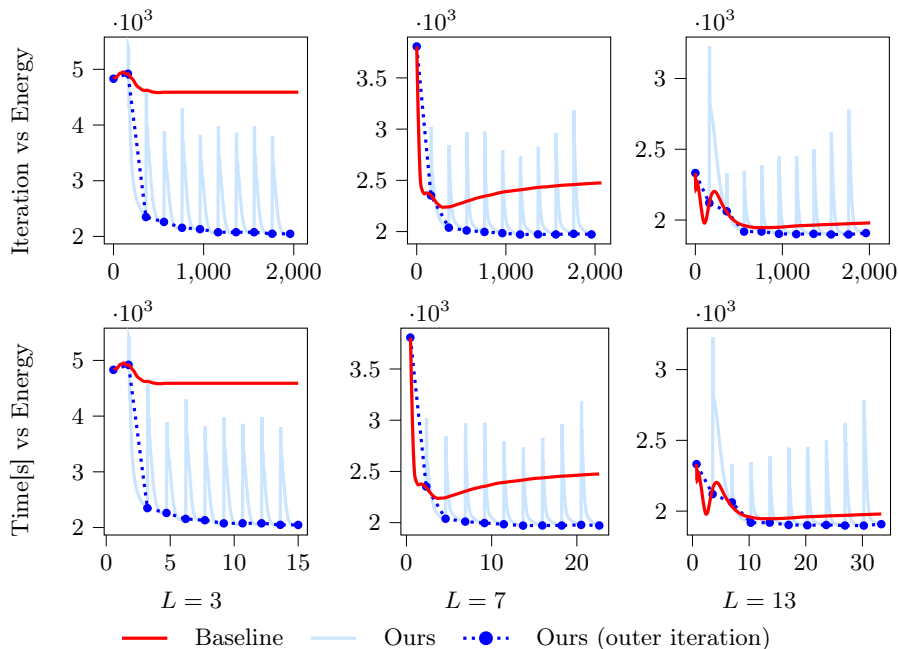 ·10³ ·10³ ·10³
Iteration vs Energy
5 4 3 2
3.5 3 2.5 2
3 2.5 2
0 1,000 2,000
0 1,000 2,000
0 1,000 2,000
·10³ ·10³ ·10³
Time[s] vs Energy
5 4 3 2
3.5 3 2.5 2
3 2.5 2
0 5 10 15
0 10 20
0 10 20 30
L = 3 L = 7 L = 13
Baseline Ours Ours (outer iteration)